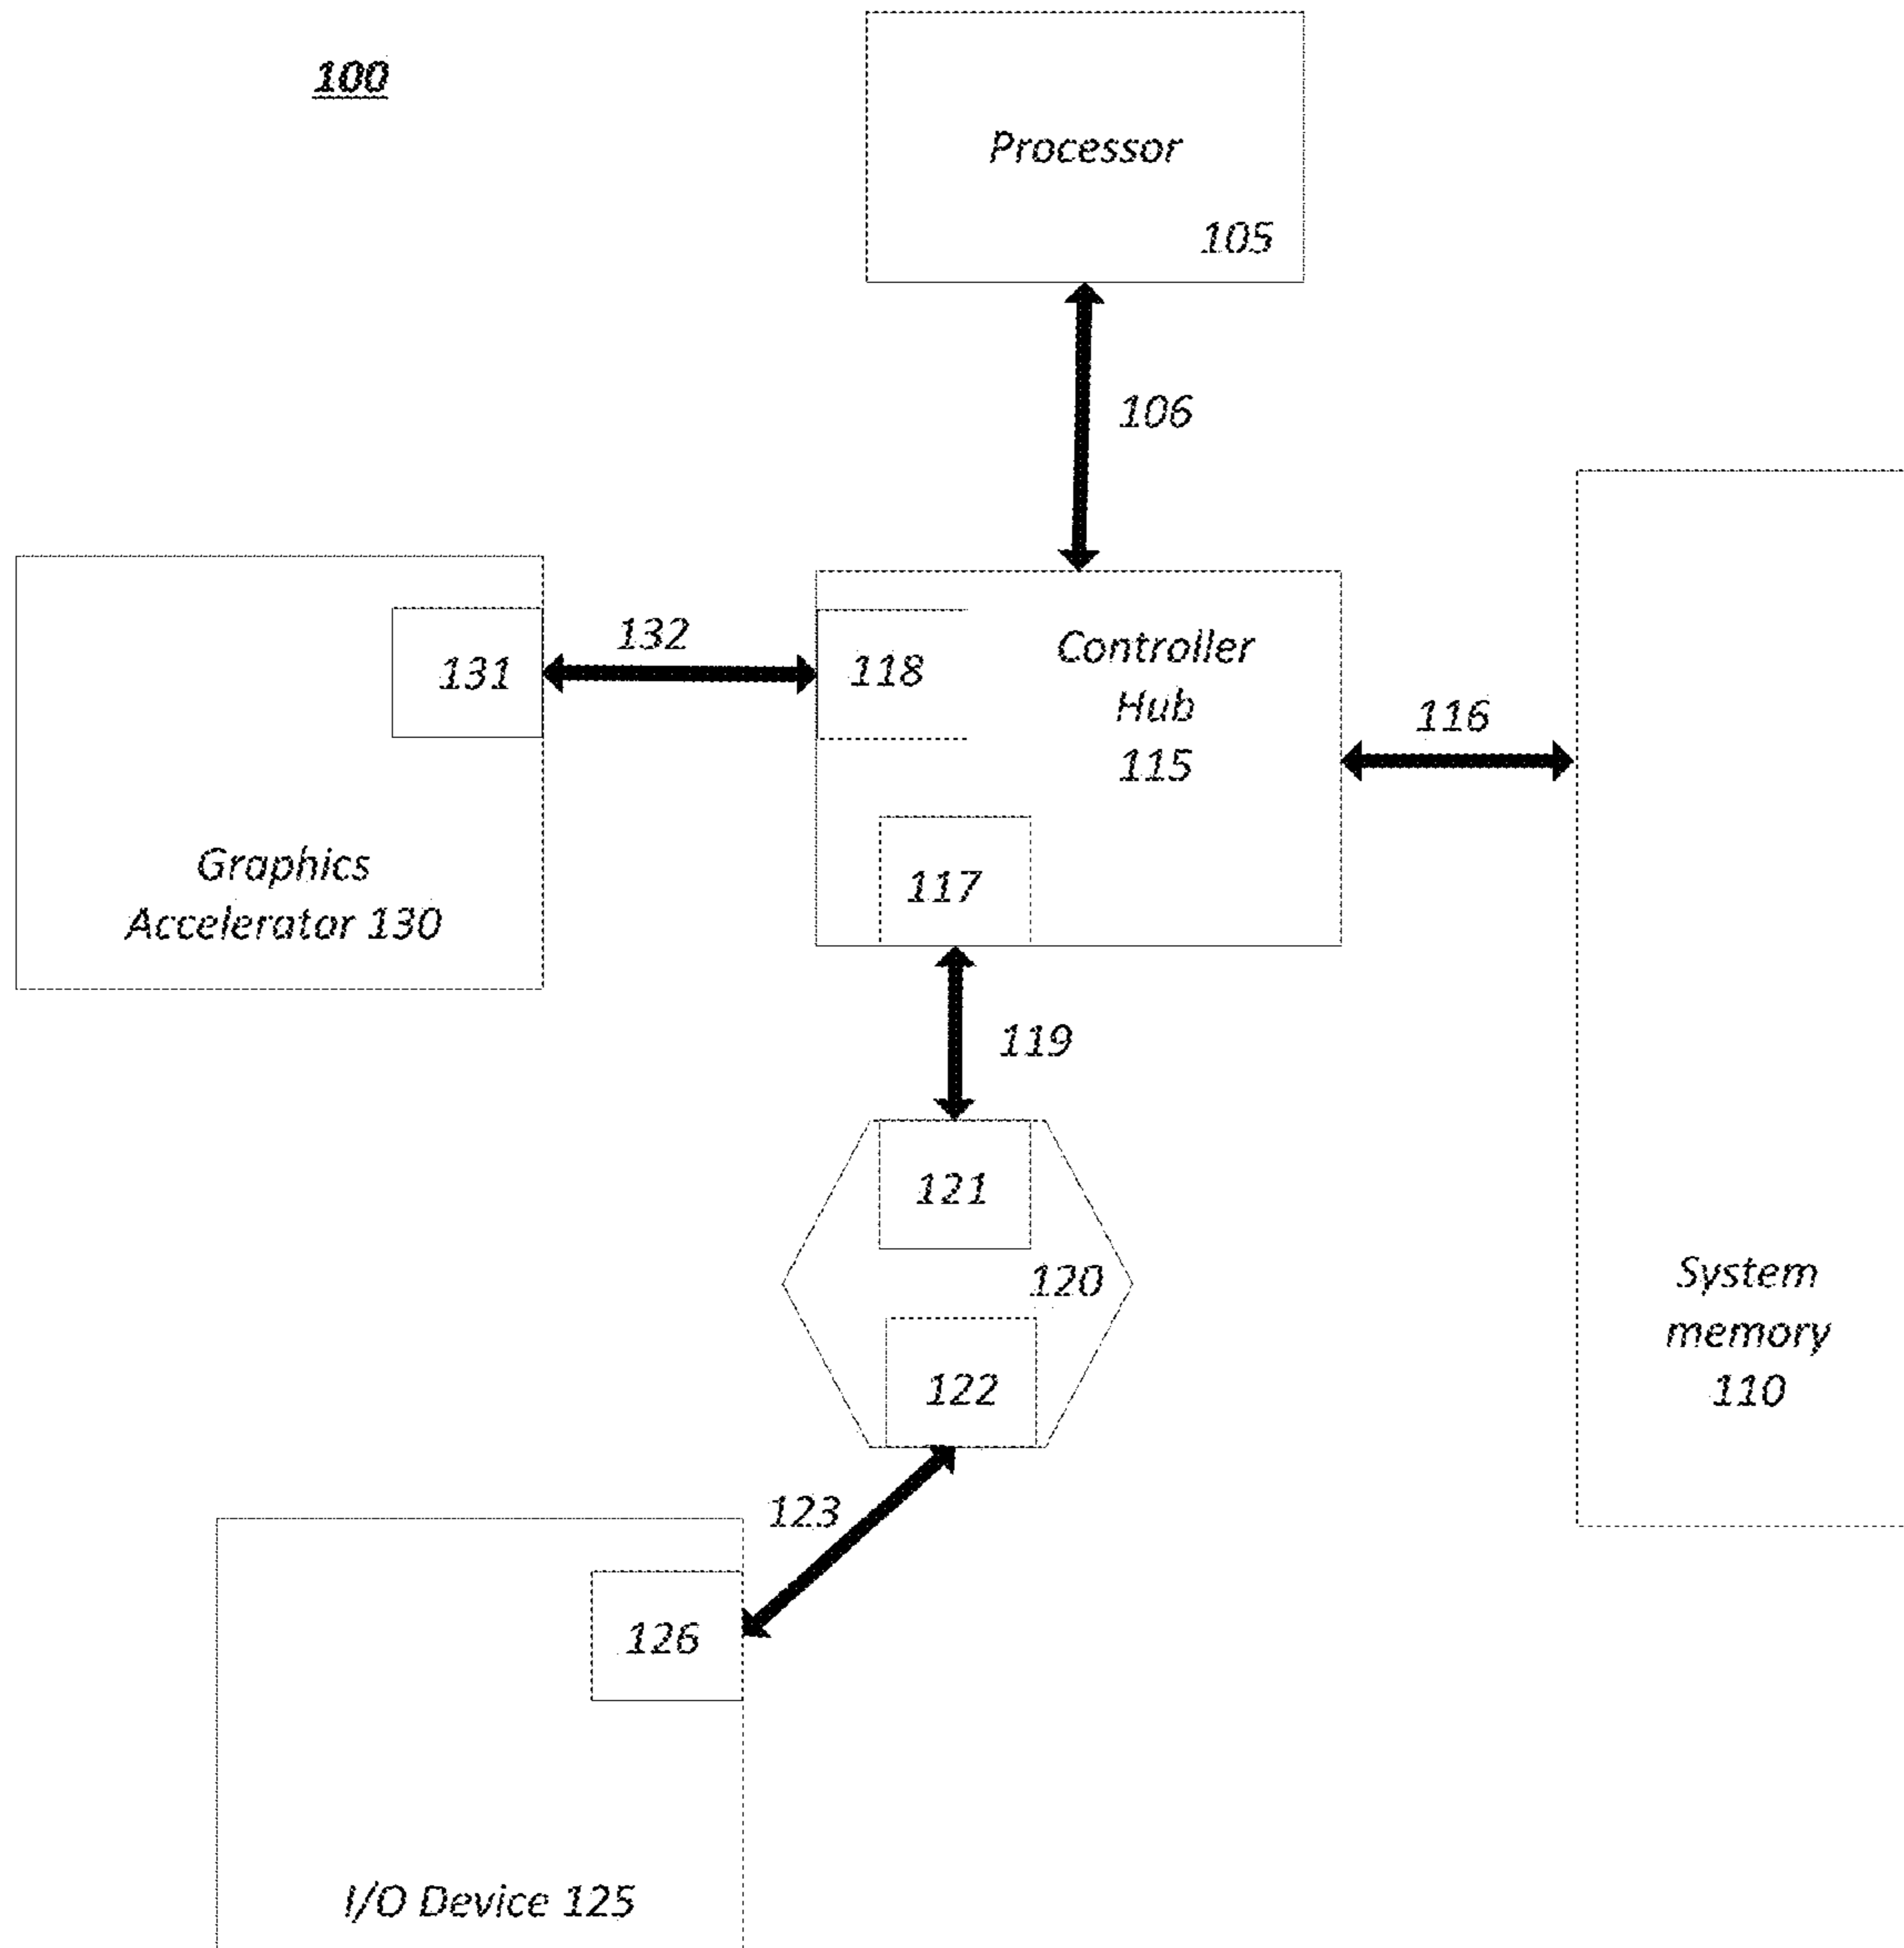 100
Processor
105
106
131
132
118
Controller
Hub
115
116
Graphics
Accelerator 130
117
119
121
120
122
System
memory
110
123
126
I/O Device 125